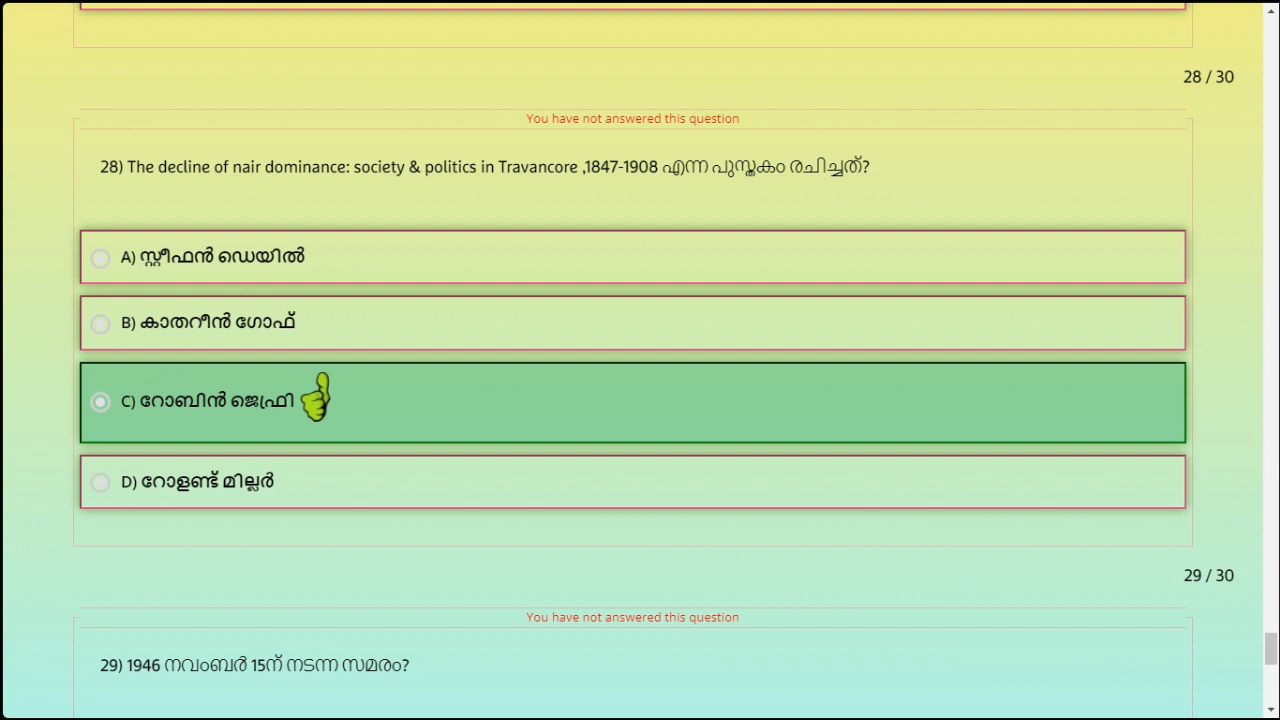 28 / 30
You have not answered this question
28) The decline of nair dominance: society & politics in Travancore ,1847-1908 എന്ന പുസ്തകം രചിച്ചത്?
A) സ്റ്റീഫൻ ഡെയിൽ
B) കാതറീൻ ഗോഫ്
C) റോബിൻ ജെഫ്രി
D) റോളണ്ട് മില്ലർ
29 / 30
You have not answered this question
29) 1946 നവംബർ 15ന് നടന്ന സമരം?